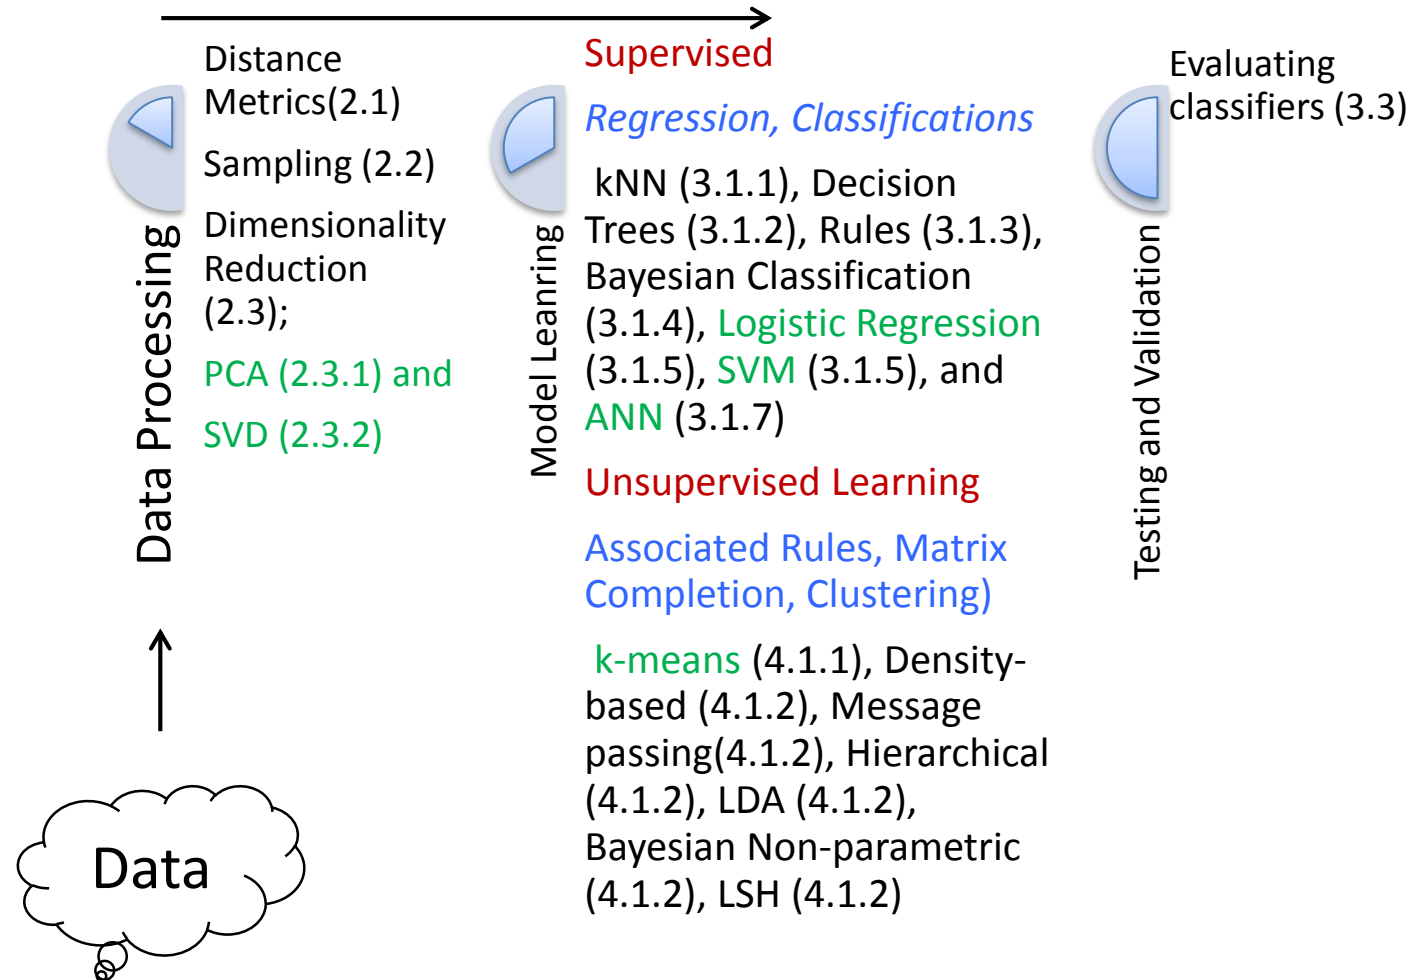 Data Processing
Distance
Metrics(2.1)
Sampling (2.2)
Dimensionality
Reduction
(2.3);
PCA (2.3.1) and
SVD (2.3.2)
Model Leanring
Supervised
Regression, Classifications
kNN (3.1.1), Decision
Trees (3.1.2), Rules (3.1.3),
Bayesian Classification
(3.1.4), Logistic Regression
(3.1.5), SVM (3.1.5), and
ANN (3.1.7)
Unsupervised Learning
Associated Rules, Matrix
Completion, Clustering)
k-means (4.1.1), Density-
based (4.1.2), Message
passing(4.1.2), Hierarchical
(4.1.2), LDA (4.1.2),
Bayesian Non-parametric
(4.1.2), LSH (4.1.2)
Testing and Validation
Evaluating
classifiers (3.3)
Data